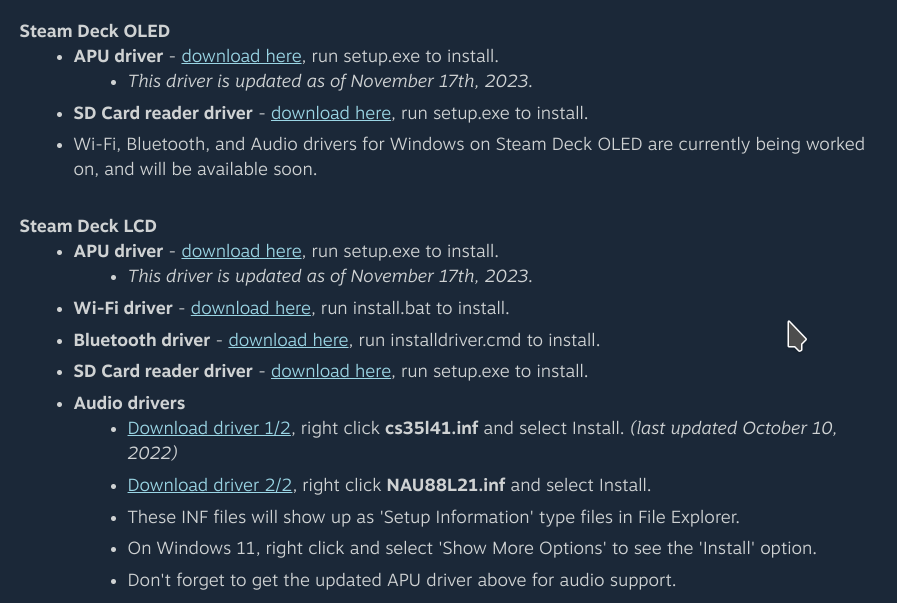 Steam Deck OLED
• APU driver - download here, run setup.exe to install.
• This driver is updated as of November 17th, 2023.
• SD Card reader driver - download here, run setup.exe to install.
• Wi-Fi, Bluetooth, and Audio drivers for Windows on Steam Deck OLED are currently being worked
on, and will be available soon.
Steam Deck LCD
• APU driver - download here, run setup.exe to install.
• This driver is updated as of November 17th, 2023.
• Wi-Fi driver - download here, run install.bat to install.
• Bluetooth driver - download here, run installdriver.cmd to install.
• SD Card reader driver - download here, run setup.exe to install.
• Audio drivers
• Download driver 1/2, right click cs35l41.inf and select Install. (last updated October 10,
2022)
• Download driver 2/2, right click NAU88L21.inf and select Install.
• These INF files will show up as 'Setup Information' type files in File Explorer.
• On Windows 11, right click and select 'Show More Options' to see the 'Install' option.
• Don't forget to get the updated APU driver above for audio support.